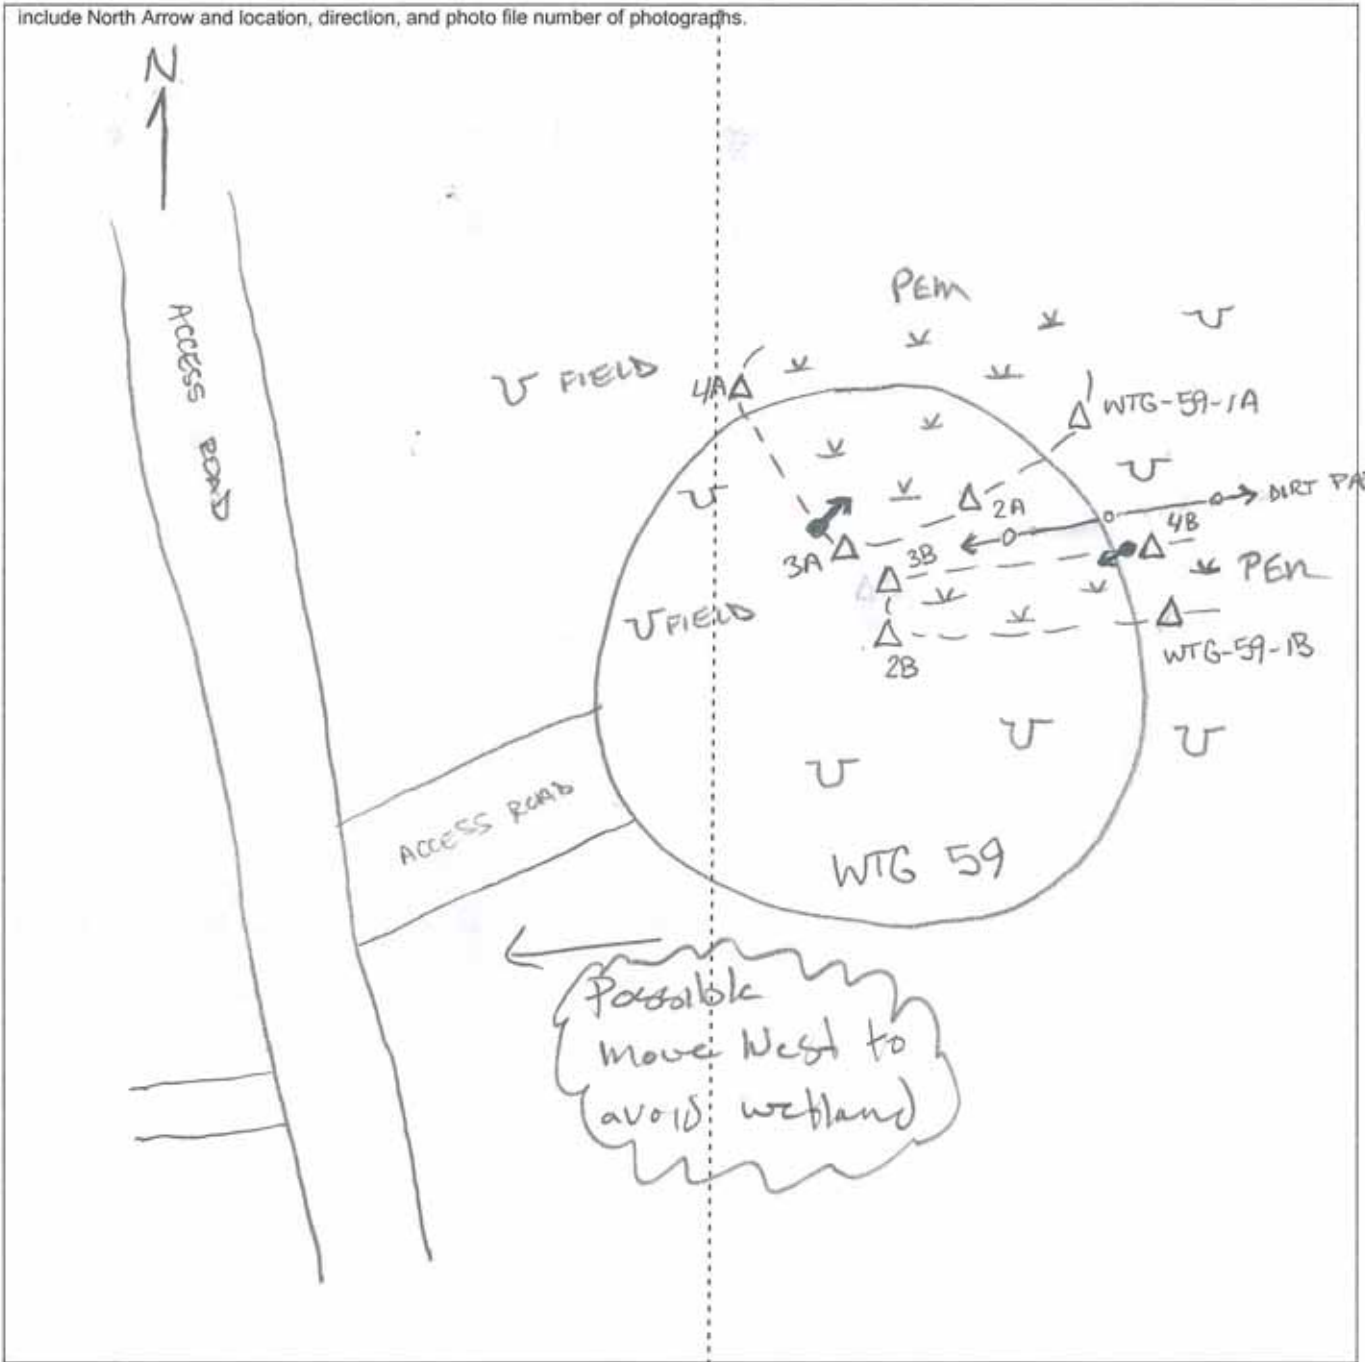 include North Arrow and location, direction, and photo file number of photographs.
N
ACCESS ROAD
PEM
FIELD
4A
WTG-59-1A
2A
DIRT PA
3A
3B
4B
PEM
FIELD
2B
WTG-59-1B
ACCESS ROAD
WTG 59
Possible
move West to
avoid wetland